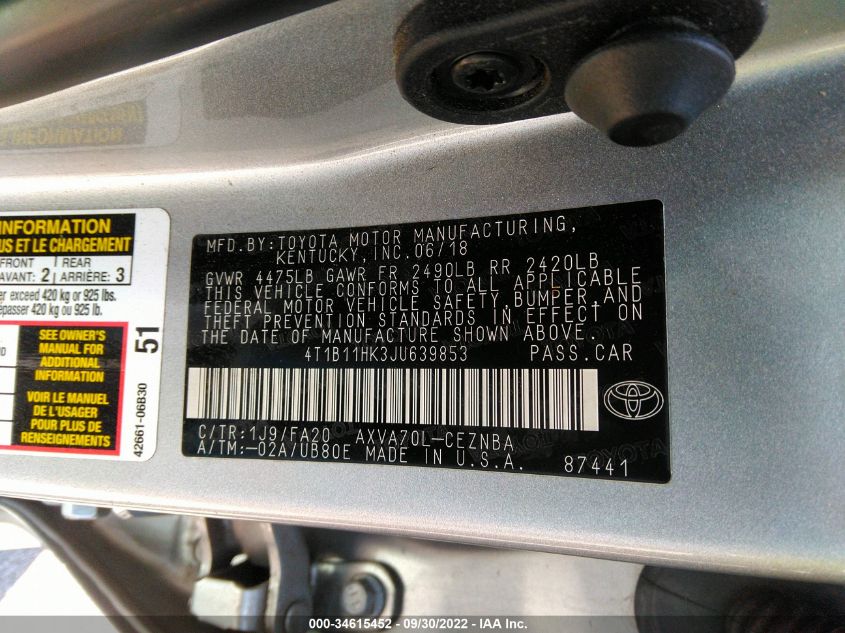 INFORMATION
US ET LE CHARGEMENT
FRONT 2 REAR 3
AVANT: ARRIÈRE:
er exceed 420 kg or 925 lbs.
épasser 420 kg ou 925 lb.
SEE OWNER'S
MANUAL FOR
ADDITIONAL
INFORMATION
VOIR LE MANUEL
DE L'USAGER
POUR PLUS DE
RENSEIGNMENTS
51
42661-06B30
MFD.BY:TOYOTA MOTOR MANUFACTURING,
KENTUCKY,INC.06/18
GVWR 4475LB GAWR FR 2490LB RR 2420LB
THIS VEHICLE CONFORMS TO ALL APPLICABLE
FEDERAL MOTOR VEHICLE SAFETY,BUMPER,AND
THEFT PREVENTION STANDARDS IN EFFECT ON
THE DATE OF MANUFACTURE SHOWN ABOVE.
4T1B11HK3JU639853 PASS.CAR
C/TR:1J9/FA20 AXVA70L-CEZNBA
A/TM:-02A/UB80E MADE IN U.S.A. 87441
000-34615452 - 09/30/2022 - IAA Inc.